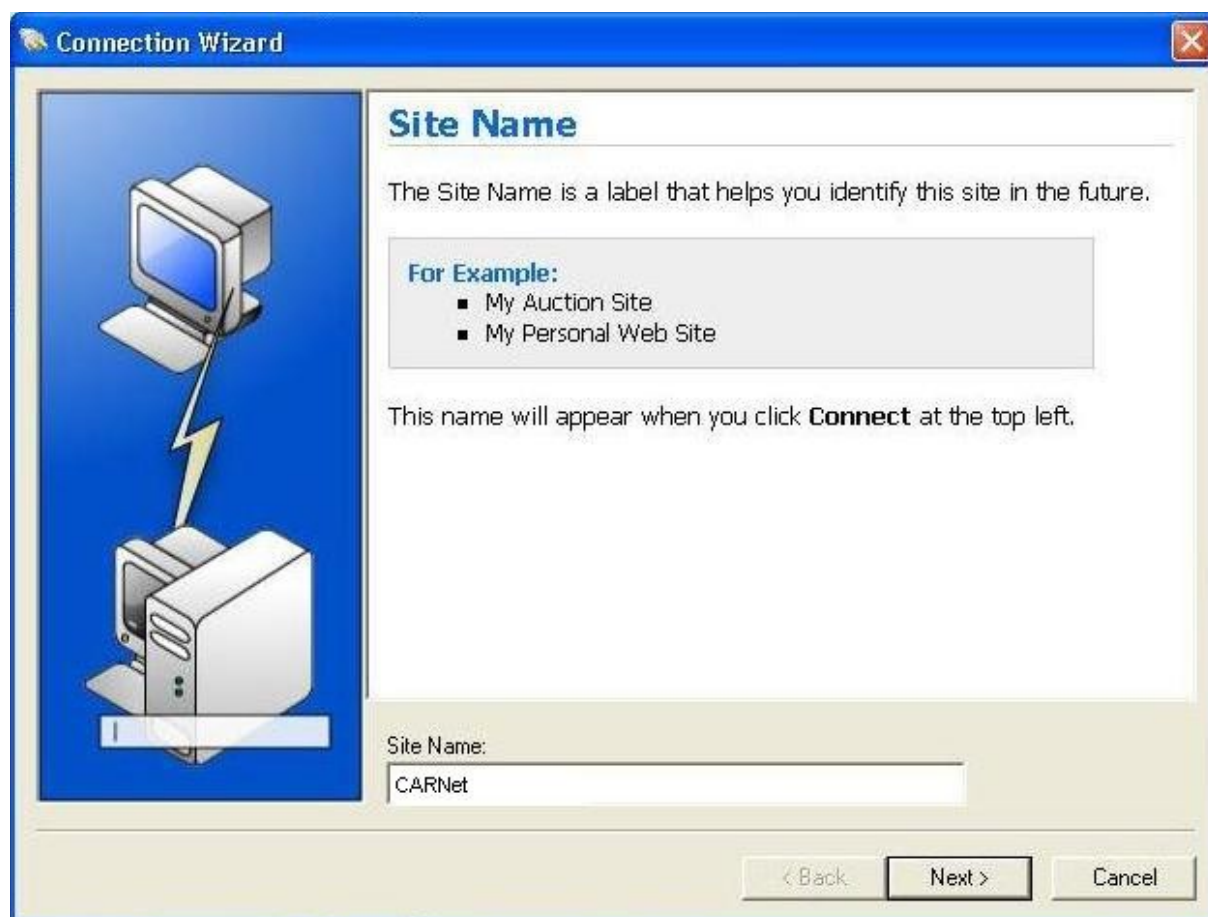 Connection Wizard
Site Name
The Site Name is a label that helps you identify this site in the future.
For Example:
My Auction Site
My Personal Web Site
This name will appear when you click Connect at the top left.
Site Name:
CARNet
< Back
Next >
Cancel